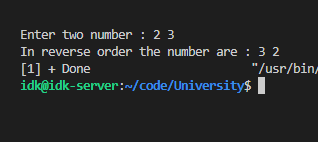 Enter two number : 2 3
In reverse order the number are : 3 2
[1] + Done "/usr/bin/
idk@idk-server:~/code/University$